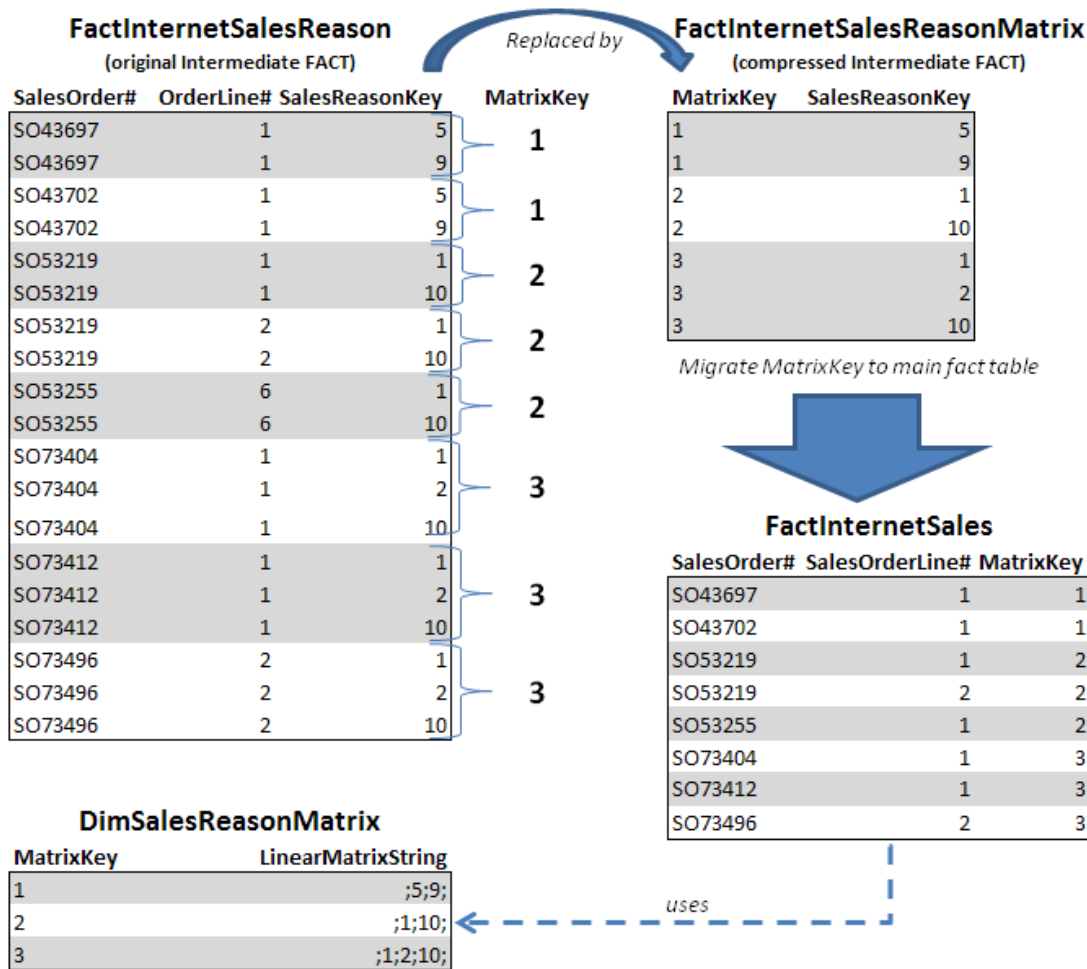 FactInternetSalesReason
(original Intermediate FACT)
Replaced by
FactInternetSalesReasonMatrix
(compressed Intermediate FACT)
SalesOrder# OrderLine# SalesReasonKey MatrixKey
SO43697 1 5
SO43697 1 9
1
SO43702 1 5
SO43702 1 9
1
SO53219 1 1
SO53219 1 10
2
SO53219 2 1
SO53219 2 10
2
SO53255 6 1
SO53255 6 10
2
SO73404 1 1
SO73404 1 2
SO73404 1 10
3
SO73412 1 1
SO73412 1 2
SO73412 1 10
3
SO73496 2 1
SO73496 2 2
SO73496 2 10
3
MatrixKey SalesReasonKey
1 5
1 9
2 1
2 10
3 1
3 2
3 10
Migrate MatrixKey to main fact table
FactInternetSales
SalesOrder# SalesOrderLine# MatrixKey
SO43697 1 1
SO43702 1 1
SO53219 1 2
SO53219 2 2
SO53255 1 2
SO73404 1 3
SO73412 1 3
SO73496 2 3
uses
DimSalesReasonMatrix
MatrixKey LinearMatrixString
1 ;5;9;
2 ;1;10;
3 ;1;2;10;